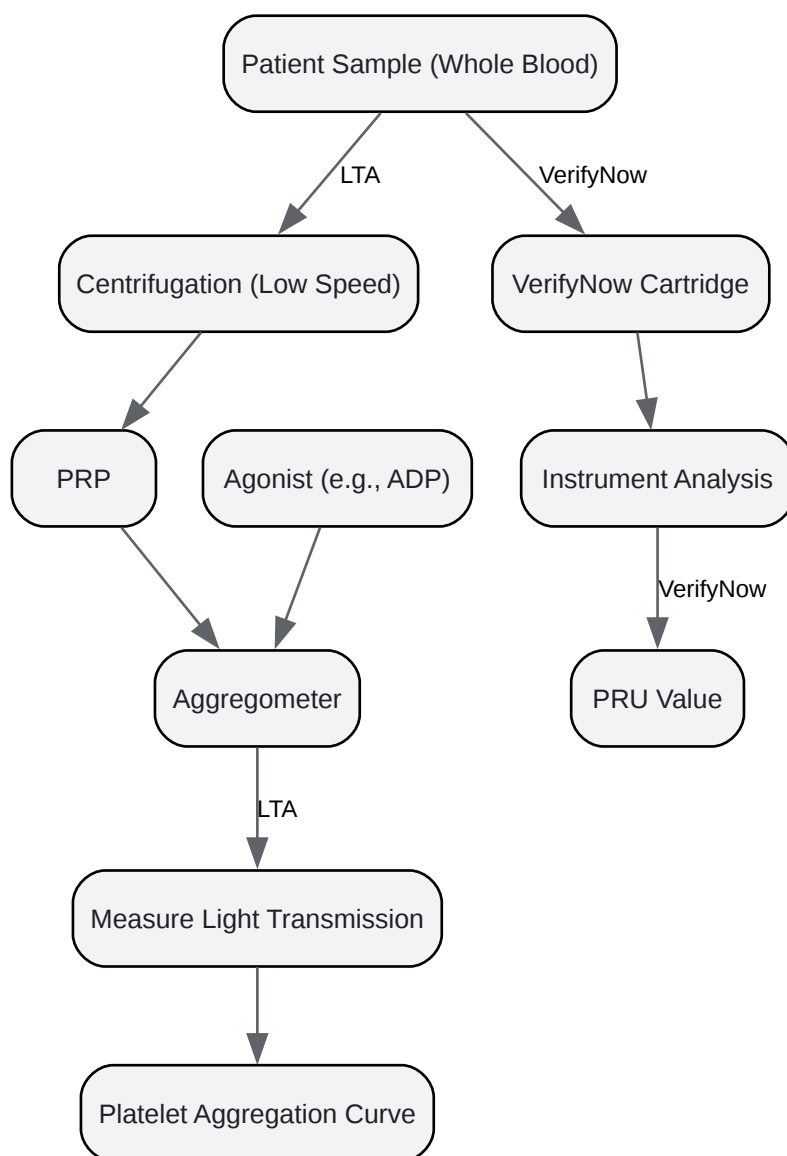 Patient Sample (Whole Blood)
LTA
VerifyNow
Centrifugation (Low Speed)
VerifyNow Cartridge
PRP
Agonist (e.g., ADP)
Instrument Analysis
VerifyNow
Aggregometer
PRU Value
LTA
Measure Light Transmission
Platelet Aggregation Curve